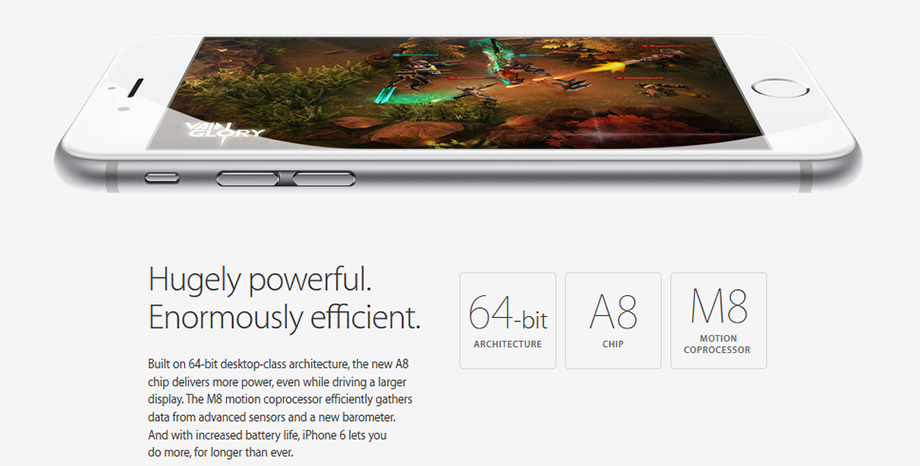 VAIN
GLORY
Hugely powerful.
Enormously efficient.
Built on 64-bit desktop-class architecture, the new A8
chip delivers more power, even while driving a larger
display. The M8 motion coprocessor efficiently gathers
data from advanced sensors and a new barometer.
And with increased battery life, iPhone 6 lets you
do more, for longer than ever.
64-bit
ARCHITECTURE
A8
CHIP
M8
MOTION
COPROCESSOR